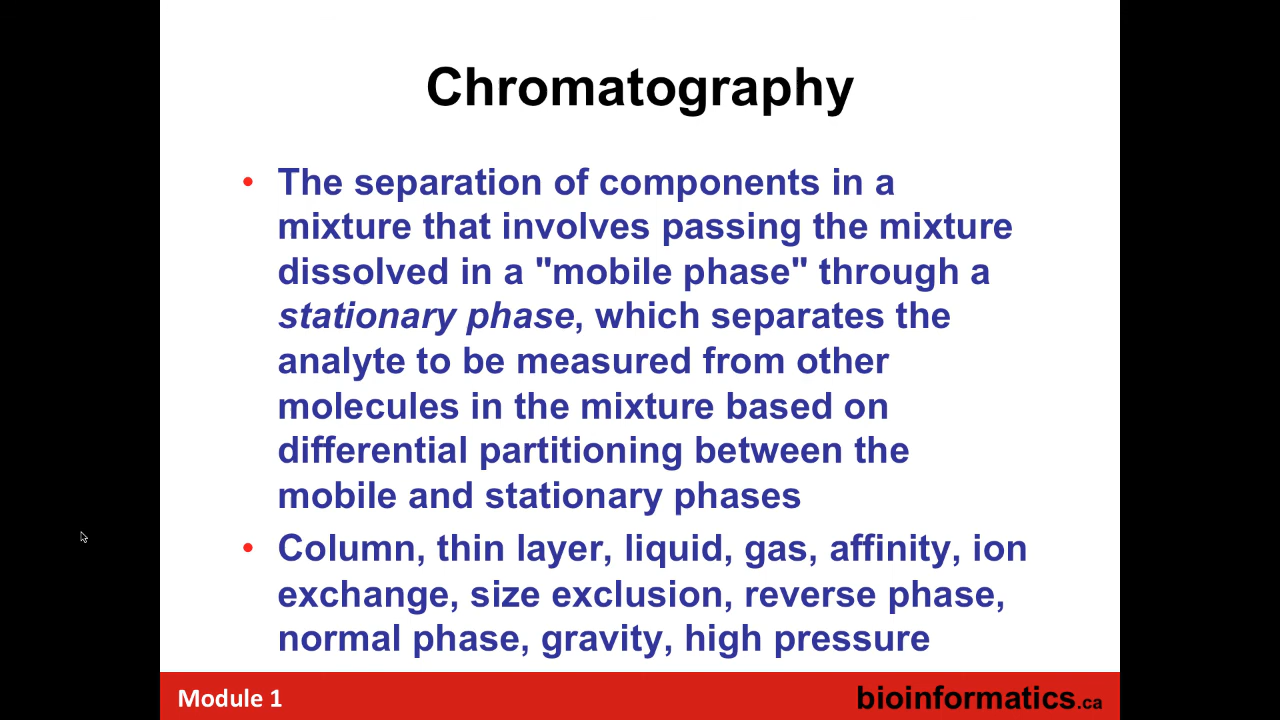 Chromatography
• The separation of components in a
mixture that involves passing the mixture
dissolved in a "mobile phase" through a
stationary phase, which separates the
analyte to be measured from other
molecules in the mixture based on
differential partitioning between the
mobile and stationary phases
• Column, thin layer, liquid, gas, affinity, ion
exchange, size exclusion, reverse phase,
normal phase, gravity, high pressure
Module 1
bioinformatics.ca